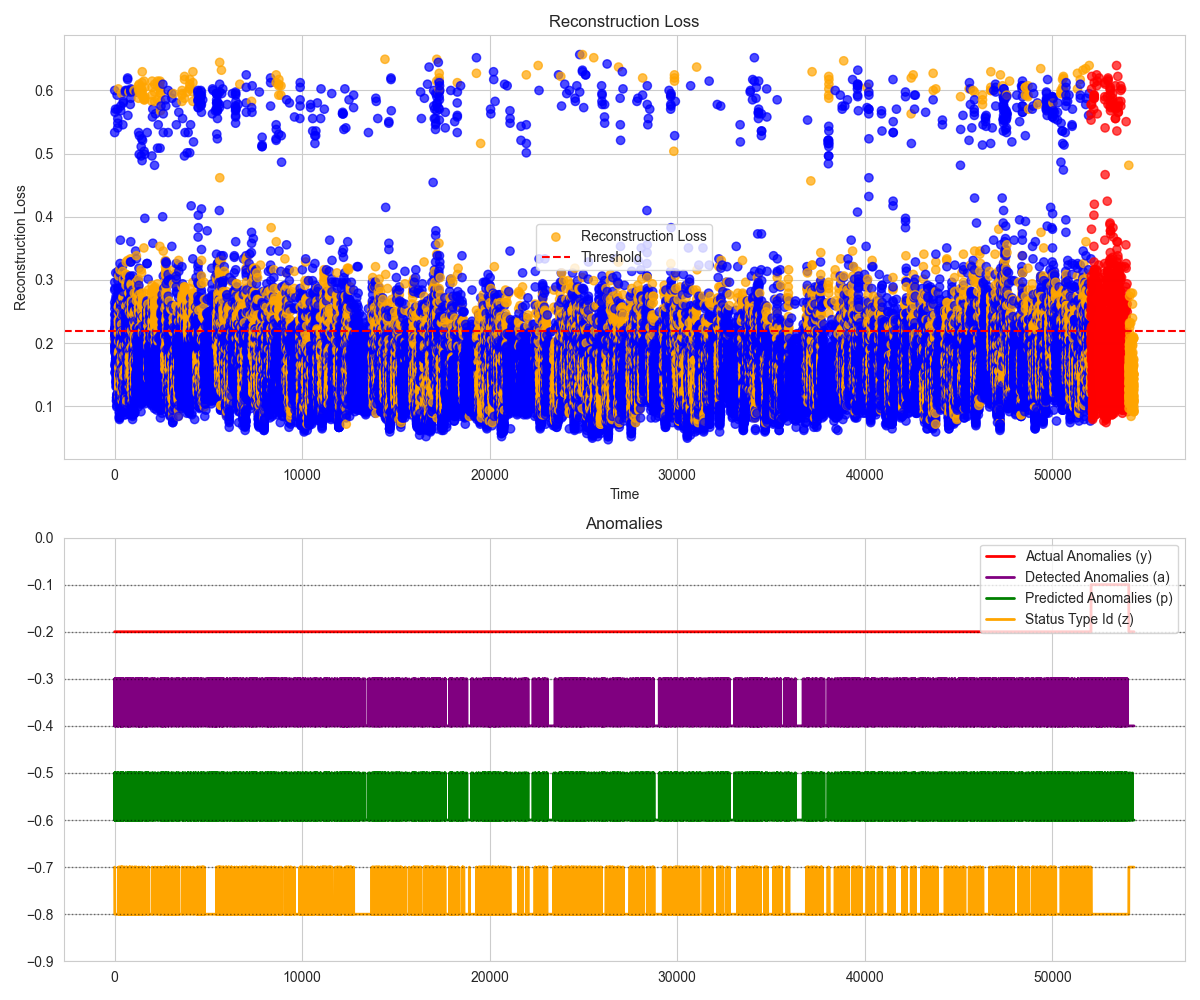 Reconstruction Loss
Reconstruction Loss
0.6
0.5
0.4
0.3
0.2
0.1
Reconstruction Loss
Threshold
0
10000
20000
30000
40000
50000
Time
Anomalies
0.0
−0.1
−0.2
−0.3
−0.4
−0.5
−0.6
−0.7
−0.8
−0.9
Actual Anomalies (y)
Detected Anomalies (a)
Predicted Anomalies (p)
Status Type Id (z)
0
10000
20000
30000
40000
50000